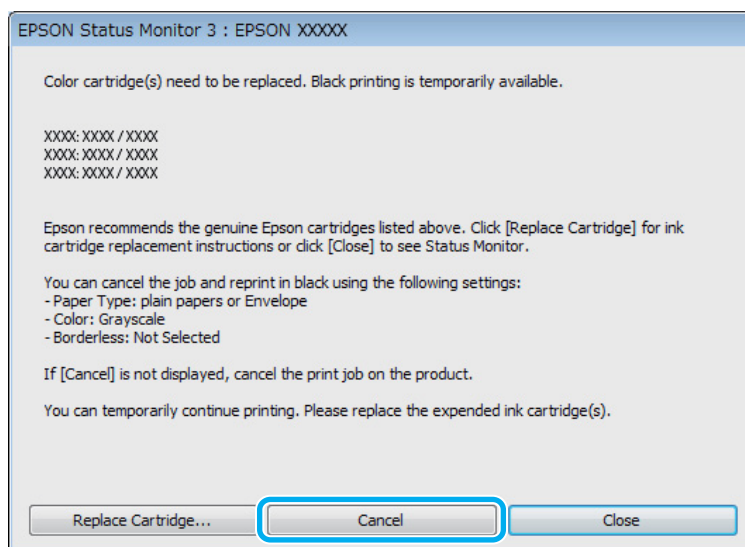 EPSON Status Monitor 3 : EPSON XXXXX
Color cartridge(s) need to be replaced. Black printing is temporarily available.
XXXX: XXXX / XXXX
XXXX: XXXX / XXXX
XXXX: XXXX / XXXX
Epson recommends the genuine Epson cartridges listed above. Click [Replace Cartridge] for ink
cartridge replacement instructions or click [Close] to see Status Monitor.
You can cancel the job and reprint in black using the following settings:
- Paper Type: plain papers or Envelope
- Color: Grayscale
- Borderless: Not Selected
If [Cancel] is not displayed, cancel the print job on the product.
You can temporarily continue printing. Please replace the expended ink cartridge(s).
Replace Cartridge... Cancel Close